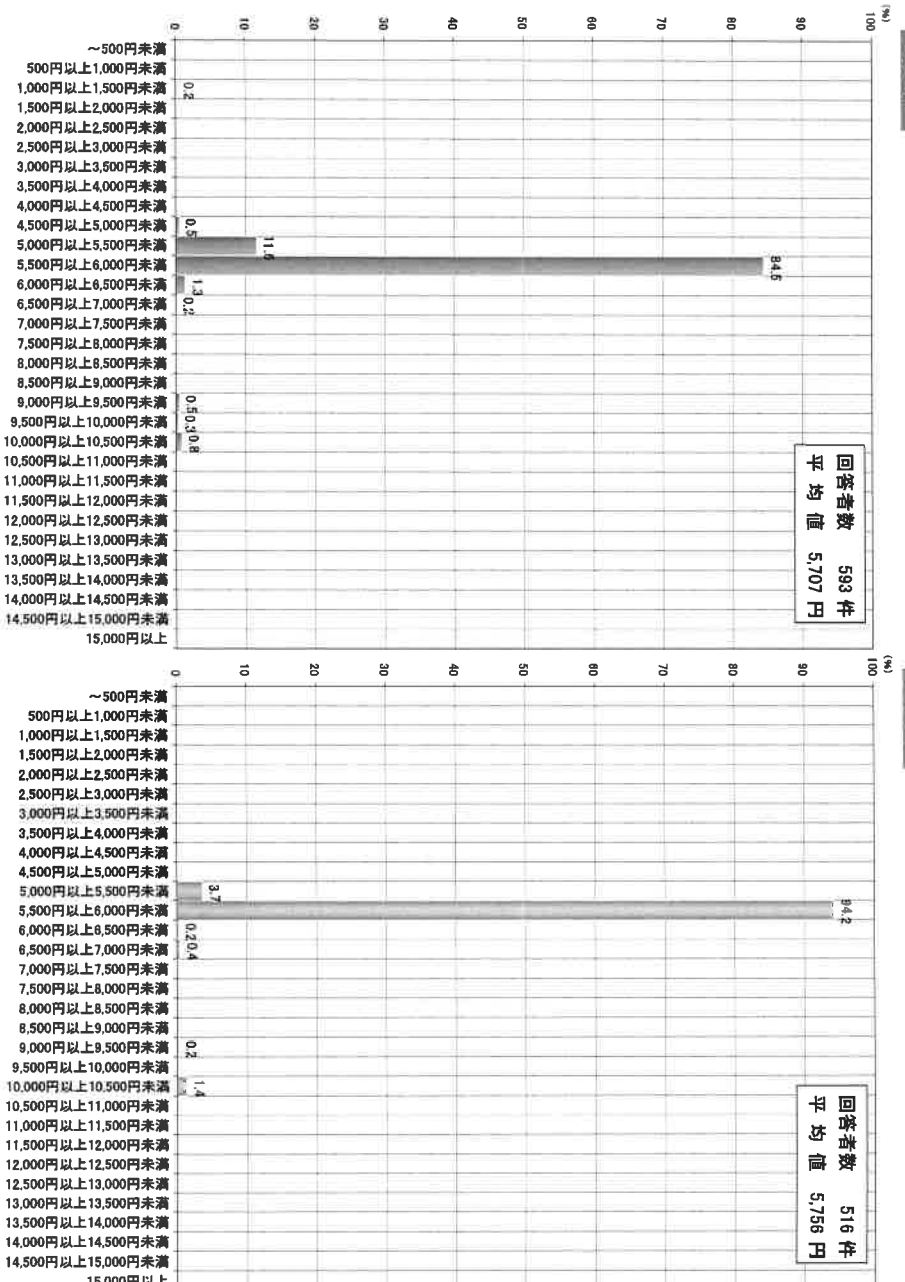 (%)
100
90
80
70
60
50
40
30
20
10
0
～500円未満
500円以上1,000円未満
1,000円以上1,500円未満
1,500円以上2,000円未満
2,000円以上2,500円未満
2,500円以上3,000円未満
3,000円以上3,500円未満
3,500円以上4,000円未満
4,000円以上4,500円未満
4,500円以上5,000円未満
5,000円以上5,500円未満
5,500円以上6,000円未満
6,000円以上6,500円未満
6,500円以上7,000円未満
7,000円以上7,500円未満
7,500円以上8,000円未満
8,000円以上8,500円未満
8,500円以上9,000円未満
9,000円以上9,500円未満
9,500円以上10,000円未満
10,000円以上10,500円未満
10,500円以上11,000円未満
11,000円以上11,500円未満
11,500円以上12,000円未満
12,000円以上12,500円未満
12,500円以上13,000円未満
13,000円以上13,500円未満
13,500円以上14,000円未満
14,000円以上14,500円未満
14,500円以上15,000円未満
15,000円以上
0.2
0.5
11.6
84.5
1.3
0.2
0.5
0.3
0.8
回答者数 593 件
平 均 値 5,707 円
(%)
100
90
80
70
60
50
40
30
20
10
0
～500円未満
500円以上1,000円未満
1,000円以上1,500円未満
1,500円以上2,000円未満
2,000円以上2,500円未満
2,500円以上3,000円未満
3,000円以上3,500円未満
3,500円以上4,000円未満
4,000円以上4,500円未満
4,500円以上5,000円未満
5,000円以上5,500円未満
5,500円以上6,000円未満
6,000円以上6,500円未満
6,500円以上7,000円未満
7,000円以上7,500円未満
7,500円以上8,000円未満
8,000円以上8,500円未満
8,500円以上9,000円未満
9,000円以上9,500円未満
9,500円以上10,000円未満
10,000円以上10,500円未満
10,500円以上11,000円未満
11,000円以上11,500円未満
11,500円以上12,000円未満
12,000円以上12,500円未満
12,500円以上13,000円未満
13,000円以上13,500円未満
13,500円以上14,000円未満
14,000円以上14,500円未満
14,500円以上15,000円未満
15,000円以上
3.7
94.2
0.2
0.4
0.2
1.4
回答者数 516 件
平 均 値 5,756 円